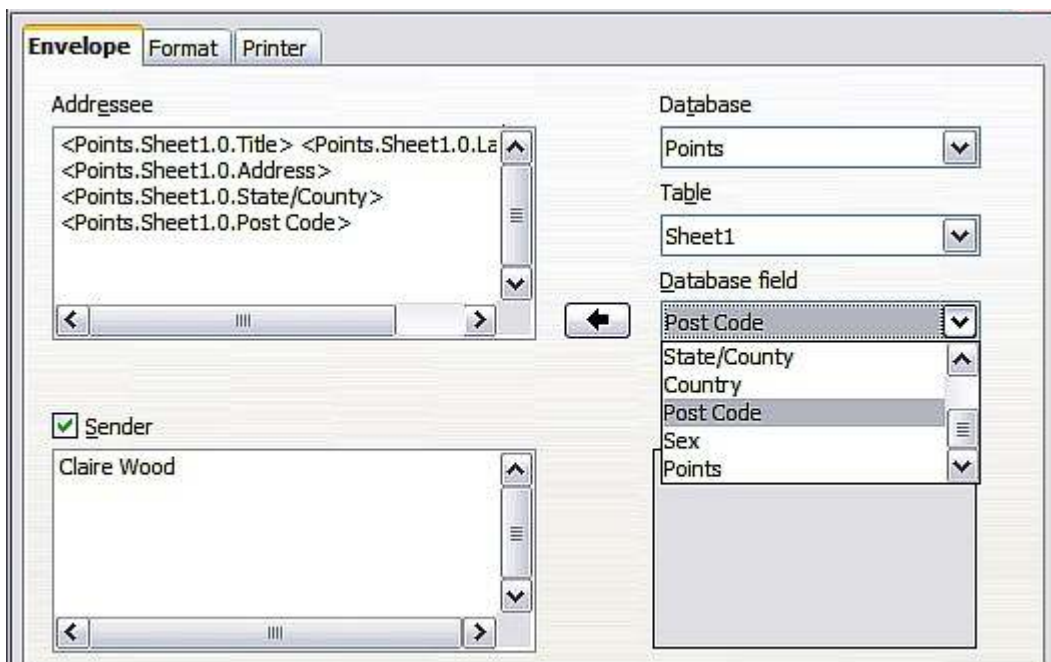 Envelope Format Printer
Addressee
<Points.Sheet1.0.Title> <Points.Sheet1.0.La
<Points.Sheet1.0.Address>
<Points.Sheet1.0.State/County>
<Points.Sheet1.0.Post Code>
Database
Points
Table
Sheet1
Database field
Post Code
State/County
Country
Post Code
Sex
Points
Sender
Claire Wood